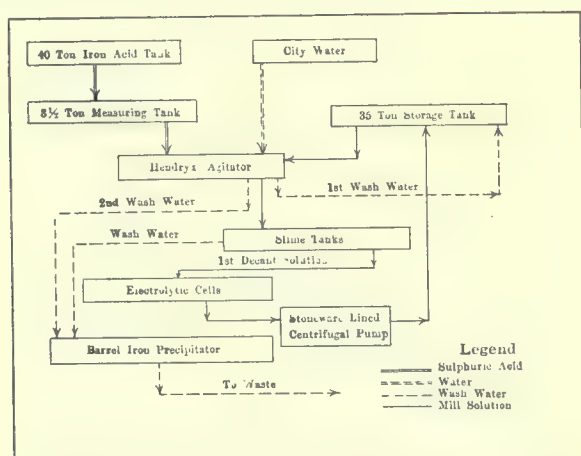 40 Ton Iron Acid Tank
City Water
3½ Ton Measuring Tank
35 Ton Storage Tank
Hendryx Agitator
1st Wash Water
2nd Wash Water
Wash Water
Slime Tanks
1st Decant Solution
Electrolytic Cells
Stoneware Lined
Centrifugal Pump
Barrel Iron Precipitator
To Waste
Legend
Sulphuric Acid
Water
Wash Water
Mill Solution